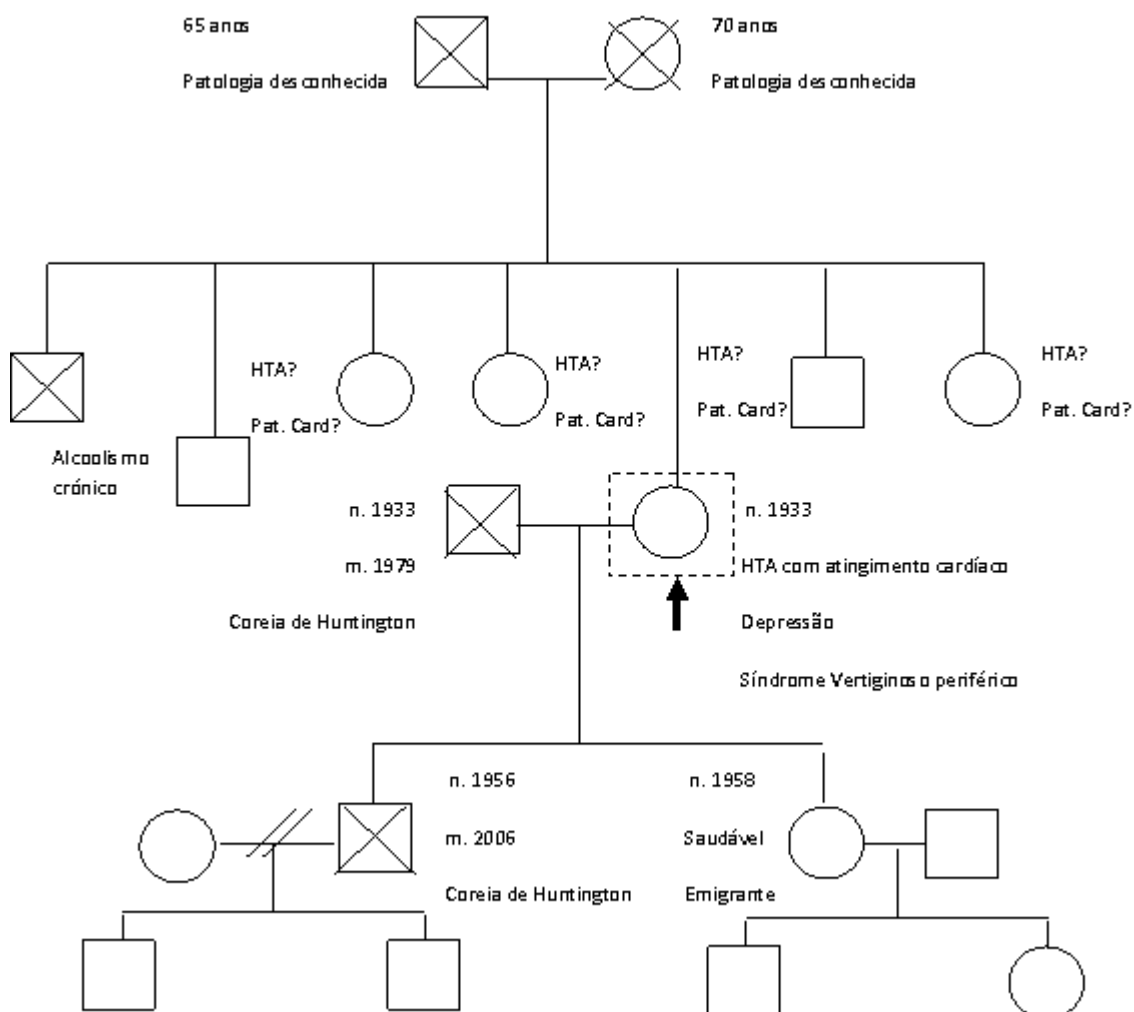 65 anos
Patologia desconhecida
70 anos
Patologia desconhecida
Alcoolismo
crónico
HTA?
Pat. Card?
HTA?
Pat. Card?
HTA?
Pat. Card?
HTA?
Pat. Card?
n. 1933
m. 1979
Coreia de Huntington
n. 1933
HTA com atingimento cardíaco
Depressão
Síndrome Vertiginoso periférico
n. 1956
m. 2006
Coreia de Huntington
n. 1958
Saudável
Emigrante